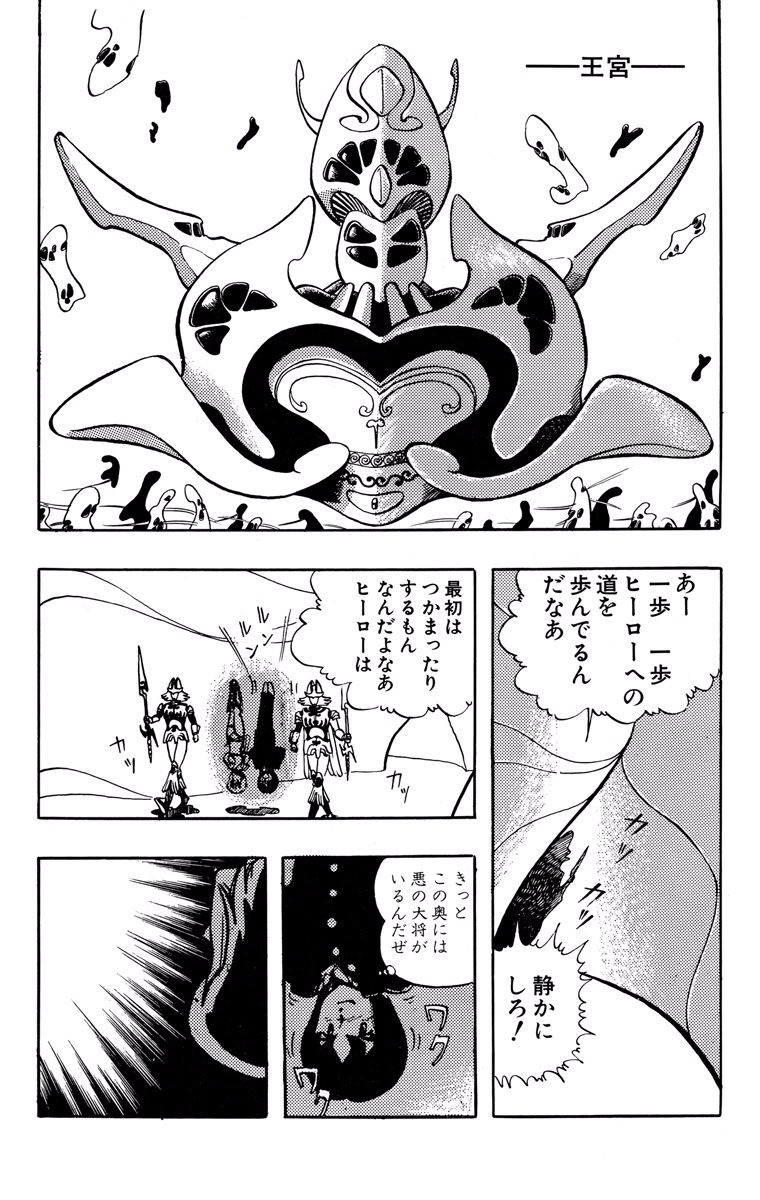 王宮
あー
一歩 一歩
ヒーローへの
道を
歩んでるん
だなあ
カッ
カッ
静かに
しろ!
最初は
つかまったり
するもん
なんだよなあ
ヒーローは
ルルル
ンン
カッ
カッ
きっと
この奥には
悪の大将が
いるんだぜ
ワク
ワク